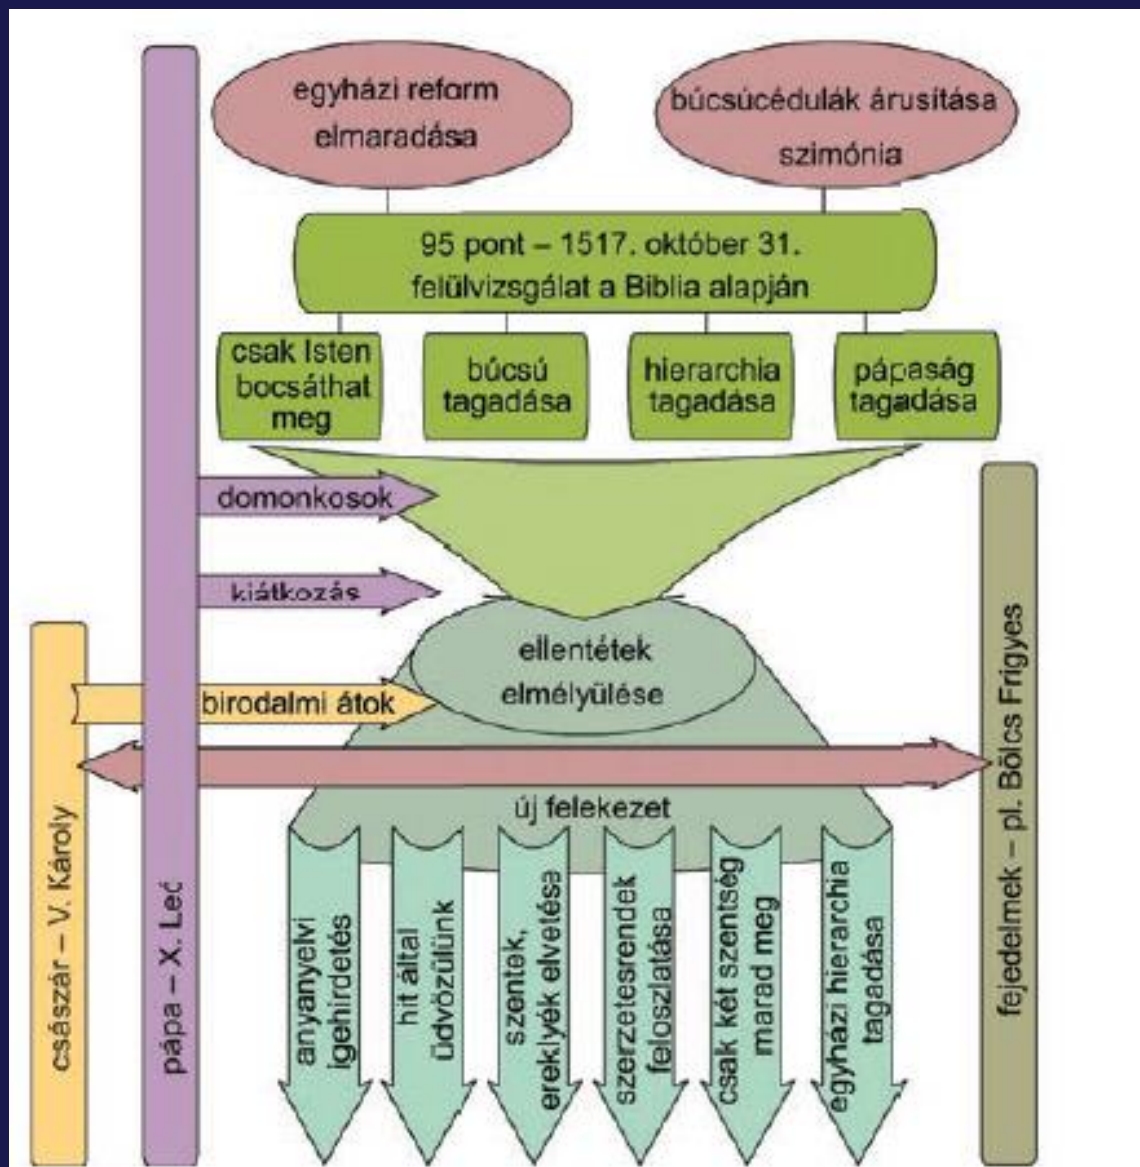 egyházi reform
elmaradása
búcsúcédulák árusítása
szimónia
95 pont – 1517. október 31.
felülvizsgálat a Biblia alapján
csak Isten
bocsáthat
meg
búcsú
tagadása
hierarchia
tagadása
pápaság
tagadása
domonkosok
kiátkozás
ellentétek
elmélyülése
birodalmi átok
új felekezet
császár – V. Károly
pápa – X. Leó
anyanyelvi
igehirdetés
hit által
üdvözülünk
szentek,
ereklyék elvetése
szerzetesrendek
feloszlatása
csak két szentség
marad meg
egyházi hierarchia
tagadása
fejedelmek – pl. Bölcs Frigyes